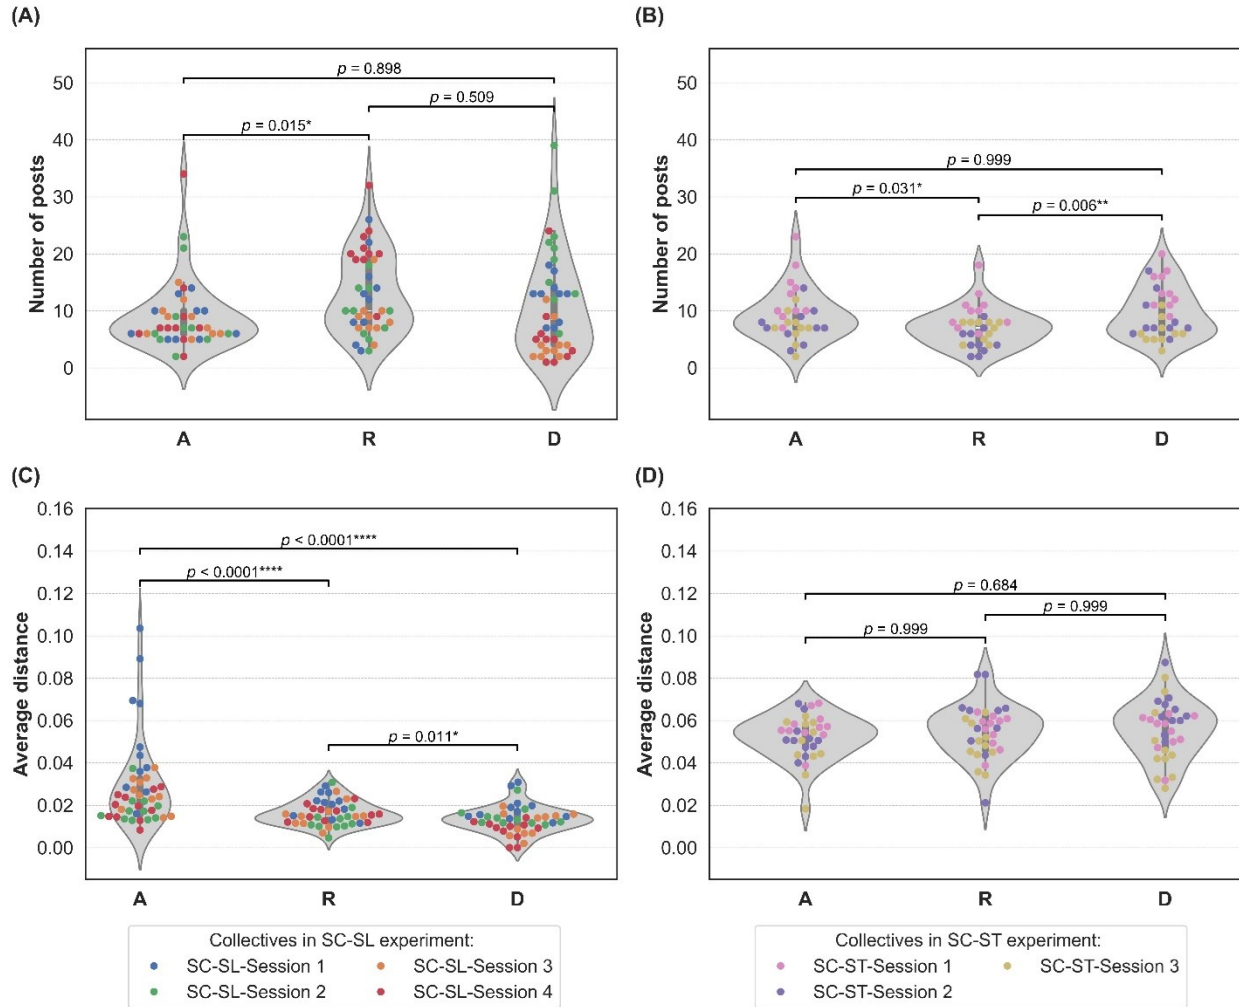 (A)
Number of posts
50
40
30
20
10
0
p = 0.898
p = 0.509
p = 0.015*
A R D
(B)
Number of posts
50
40
30
20
10
0
p = 0.999
p = 0.031*
p = 0.006**
A R D
(C)
Average distance
0.16
0.14
0.12
0.10
0.08
0.06
0.04
0.02
0.00
p < 0.0001****
p < 0.0001****
p = 0.011*
A R D
(D)
Average distance
0.16
0.14
0.12
0.10
0.08
0.06
0.04
0.02
0.00
p = 0.684
p = 0.999
p = 0.999
A R D
Collectives in SC-SL experiment:
SC-SL-Session 1 SC-SL-Session 3
SC-SL-Session 2 SC-SL-Session 4
Collectives in SC-ST experiment:
SC-ST-Session 1 SC-ST-Session 3
SC-ST-Session 2